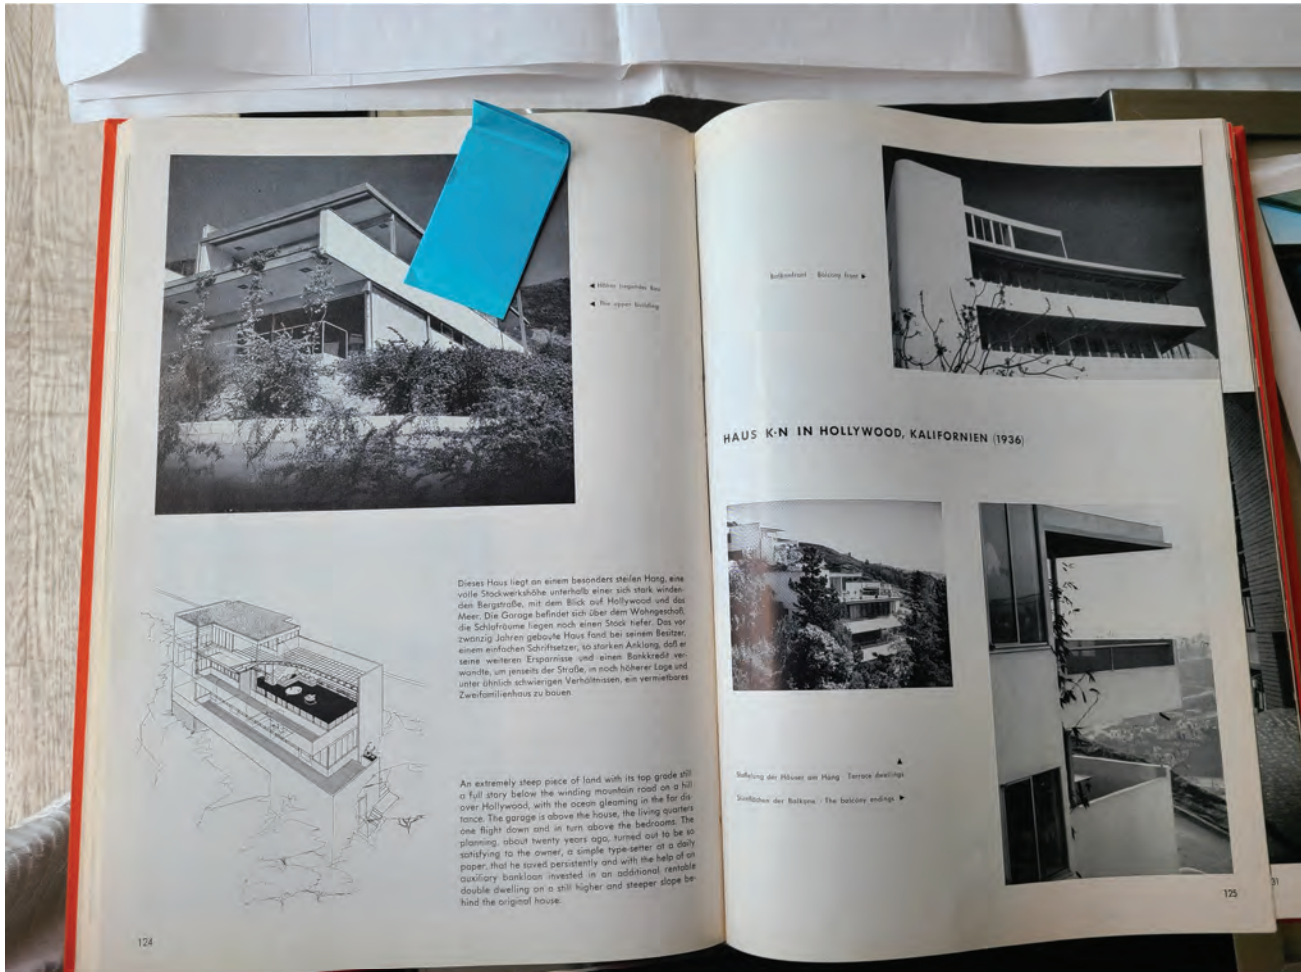 ◄ Höher liegendes Bau
◄ The upper building
Dieses Haus liegt an einem besonders steilen Hang, eine
volle Stockwerkshöhe unterhalb einer sich stark winden-
den Bergstraße, mit dem Blick auf Hollywood und das
Meer. Die Garage befindet sich über dem Wohngeschoß,
die Schlafräume liegen noch einen Stock tiefer. Das vor
zwanzig Jahren gebaute Haus fand bei seinem Besitzer,
einem einfachen Schriftsetzer, so starken Anklang, daß er
seine weiteren Ersparnisse und einen Bankkredit ver-
wandte, um jenseits der Straße, in noch höherer Lage und
unter ähnlich schwierigen Verhältnissen, ein vermietbares
Zweifamilienhaus zu bauen.
An extremely steep piece of land with its top grade still
a full story below the winding mountain road on a hill
over Hollywood, with the ocean gleaming in the far dis-
tance. The garage is above the house, the living quarters
one flight down and in turn above the bedrooms. The
planning, about twenty years ago, turned out to be so
satisfying to the owner, a simple type-setter at a daily
paper, that he saved persistently and with the help of an
auxiliary bankloan invested in an additional rentable
double dwelling on a still higher and steeper slope be-
hind the original house.
124
Balkonfront · Balcony front ►
HAUS K-N IN HOLLYWOOD, KALIFORNIEN (1936)
▲
Staffelung der Häuser am Hang · Terrace dwellings
Stirnflächen der Balkone · The balcony endings ►
125
31